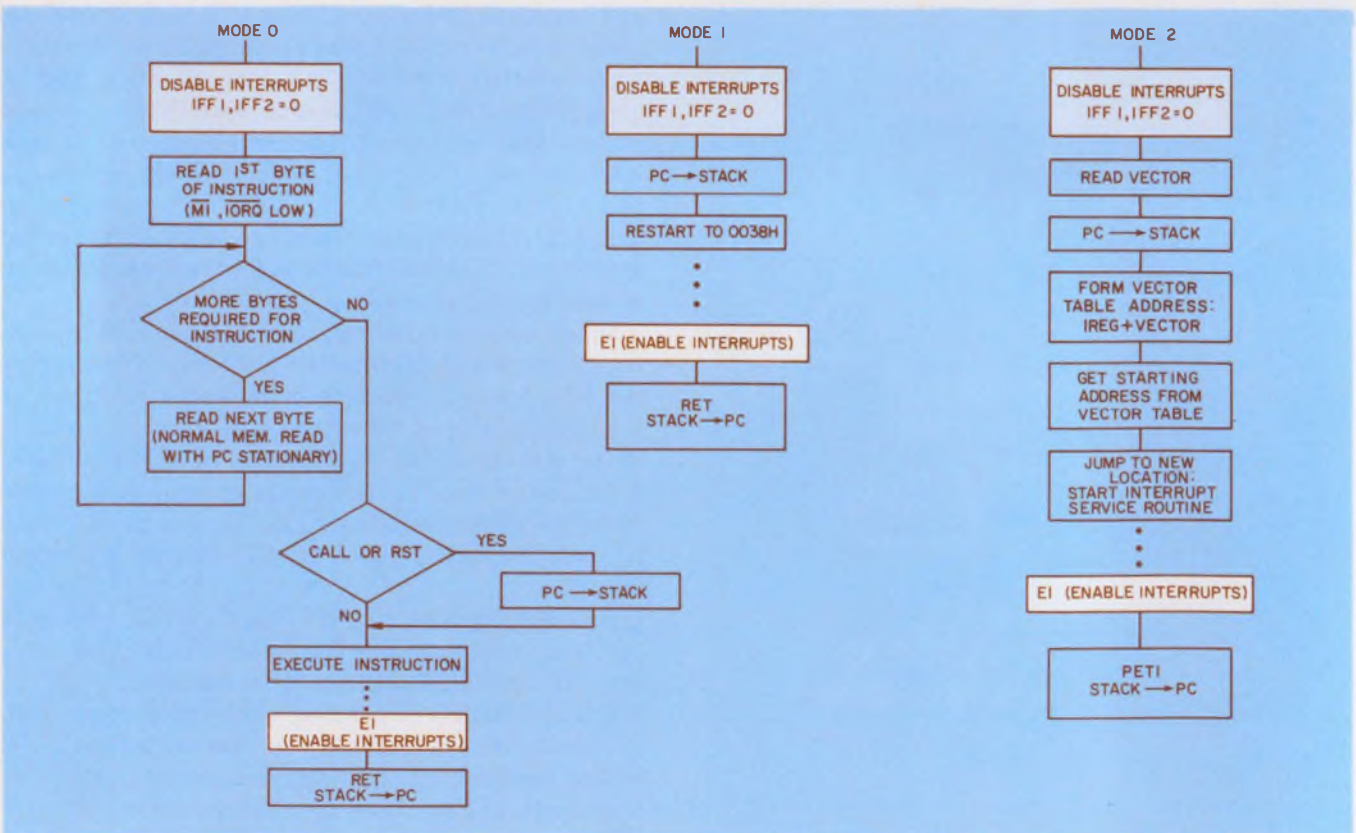 MODE 0
DISABLE INTERRUPTS
IFF1, IFF2=0
READ 1ST BYTE
OF INSTRUCTION
(M1, IORQ LOW)
MORE BYTES
REQUIRED FOR
INSTRUCTION
NO
YES
READ NEXT BYTE
(NORMAL MEM. READ
WITH PC STATIONARY)
CALL OR RST
YES
PC → STACK
NO
EXECUTE INSTRUCTION
EI
(ENABLE INTERRUPTS)
RET
STACK → PC
MODE 1
DISABLE INTERRUPTS
IFF1, IFF2=0
PC → STACK
RESTART TO 0038H
EI (ENABLE INTERRUPTS)
RET
STACK → PC
MODE 2
DISABLE INTERRUPTS
IFF1, IFF2=0
READ VECTOR
PC → STACK
FORM VECTOR
TABLE ADDRESS:
IREG+VECTOR
GET STARTING
ADDRESS FROM
VECTOR TABLE
JUMP TO NEW
LOCATION:
START INTERRUPT
SERVICE ROUTINE
EI (ENABLE INTERRUPTS)
PETI
STACK → PC